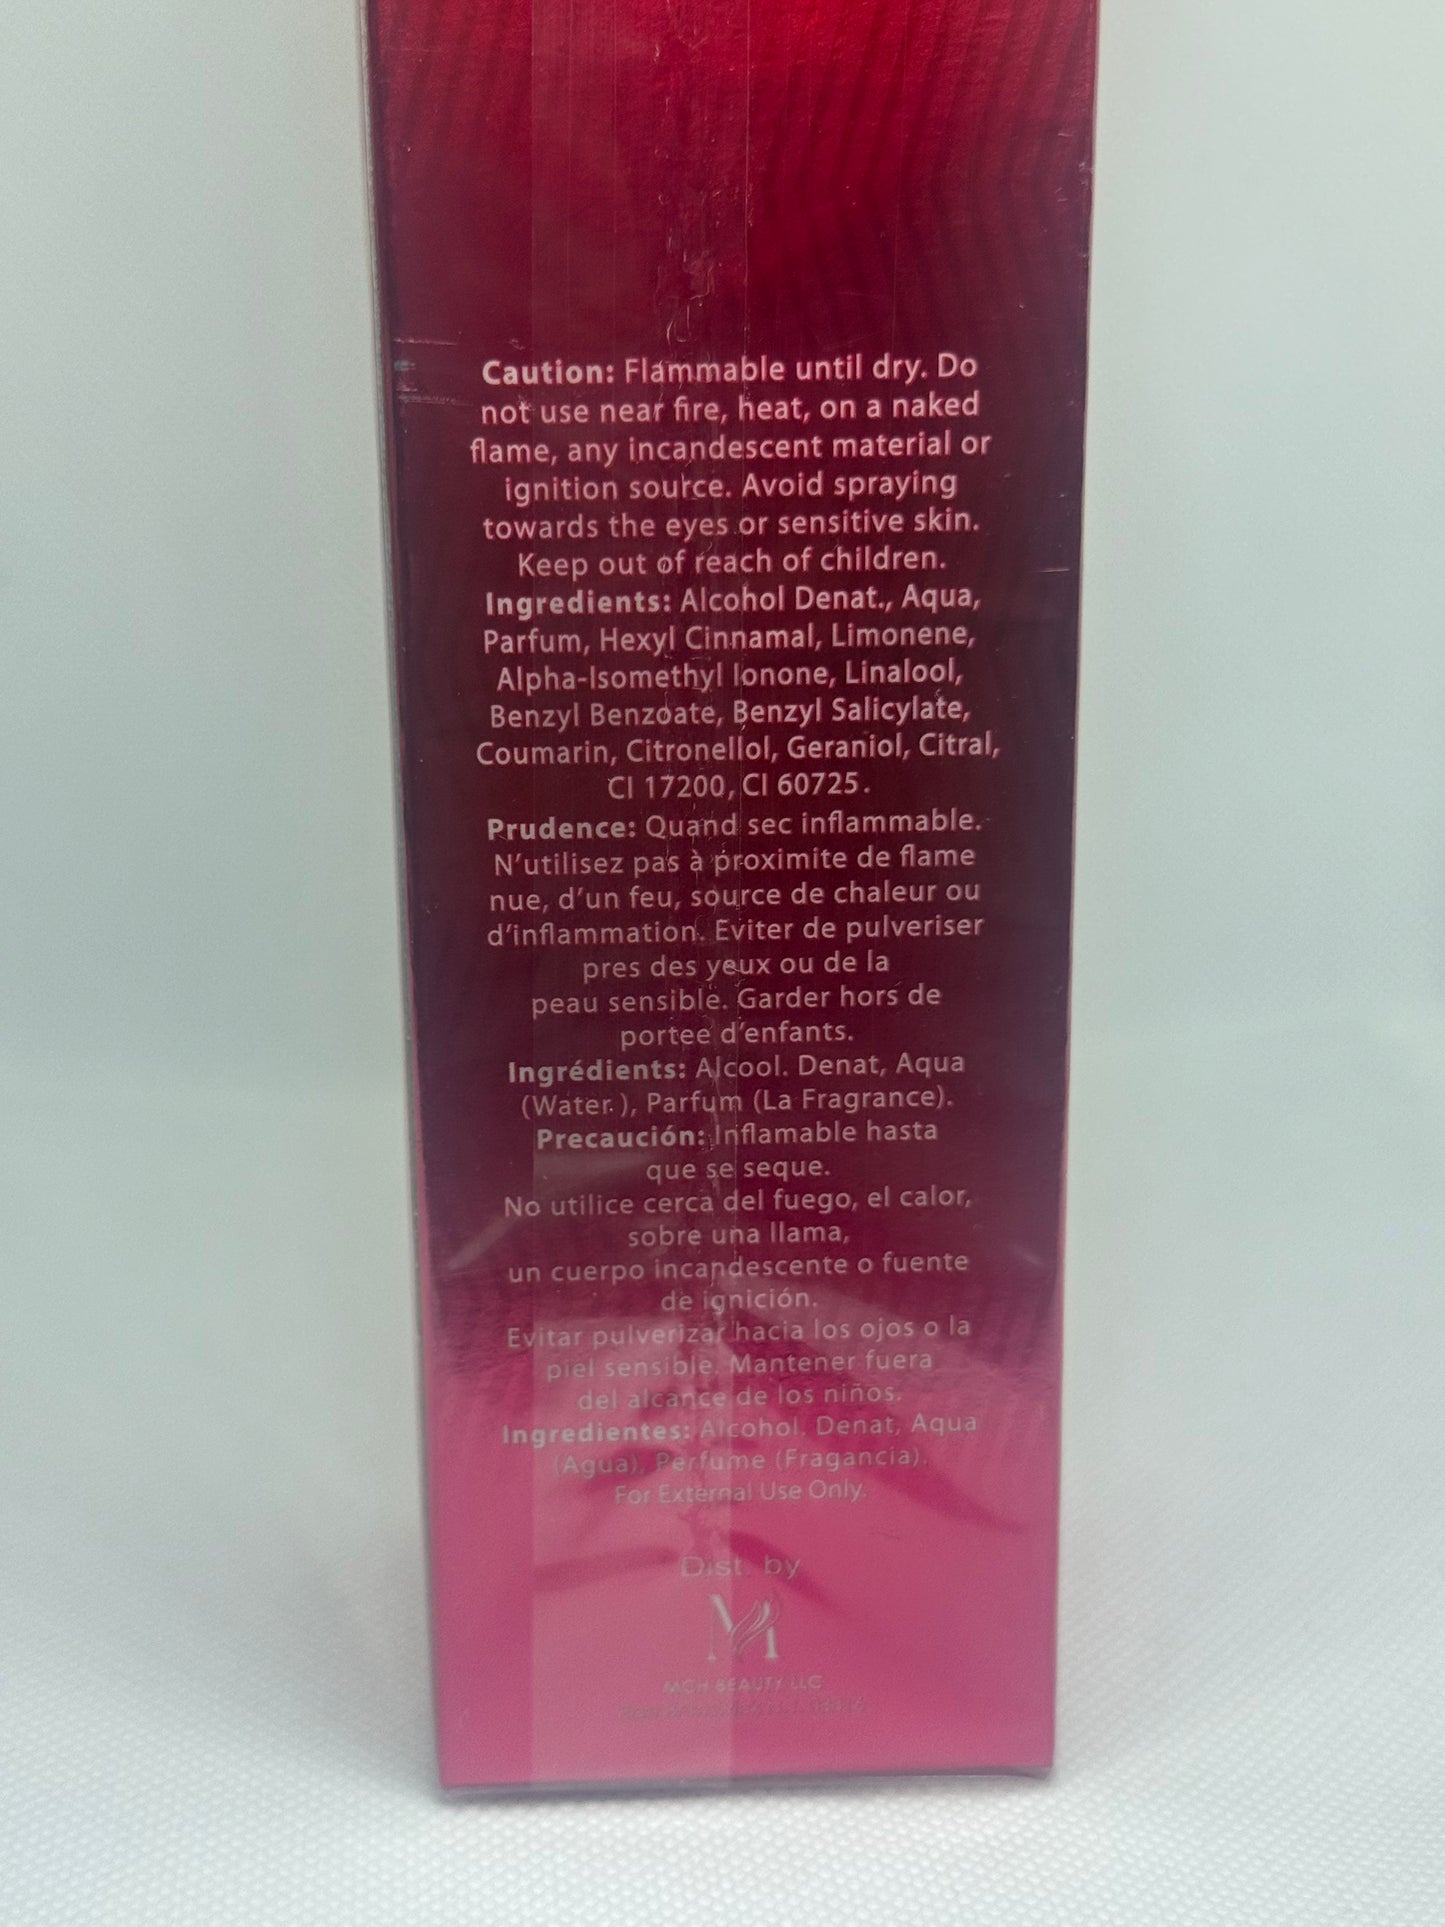 Caution: Flammable until dry. Do
not use near fire, heat, on a naked
flame, any incandescent material or
ignition source. Avoid spraying
towards the eyes or sensitive skin.
Keep out of reach of children.
Ingredients: Alcohol Denat., Aqua,
Parfum, Hexyl Cinnamal, Limonene,
Alpha-Isomethyl Ionone, Linalool,
Benzyl Benzoate, Benzyl Salicylate,
Coumarin, Citronellol, Geraniol, Citral,
CI 17200, CI 60725.
Prudence: Quand sec inflammable.
N'utilisez pas à proximite de flame
nue, d'un feu, source de chaleur ou
d'inflammation. Eviter de pulveriser
pres des yeux ou de la
peau sensible. Garder hors de
portee d'enfants.
Ingrédients: Alcool. Denat, Aqua
(Water.), Parfum (La Fragrance).
Precaución: Inflamable hasta
que se seque.
No utilice cerca del fuego, el calor,
sobre una llama,
un cuerpo incandescente o fuente
de ignición.
Evitar pulverizar hacia los ojos o la
piel sensible. Mantener fuera
del alcance de los niños.
Ingredientes: Alcohol. Denat, Aqua
(Agua), Perfume (Fragancia).
For External Use Only.
Dist. by
MCH BEAUTY LLC